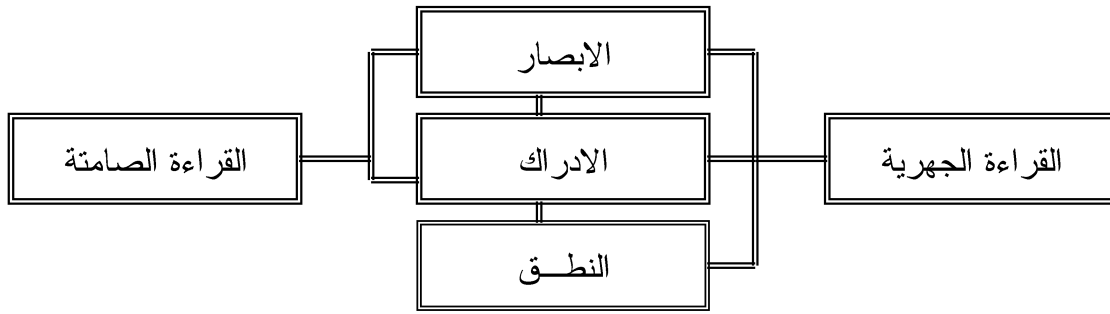 الابصار
القراءة الجهرية
الادراك
القراءة الصامتة
النطــق